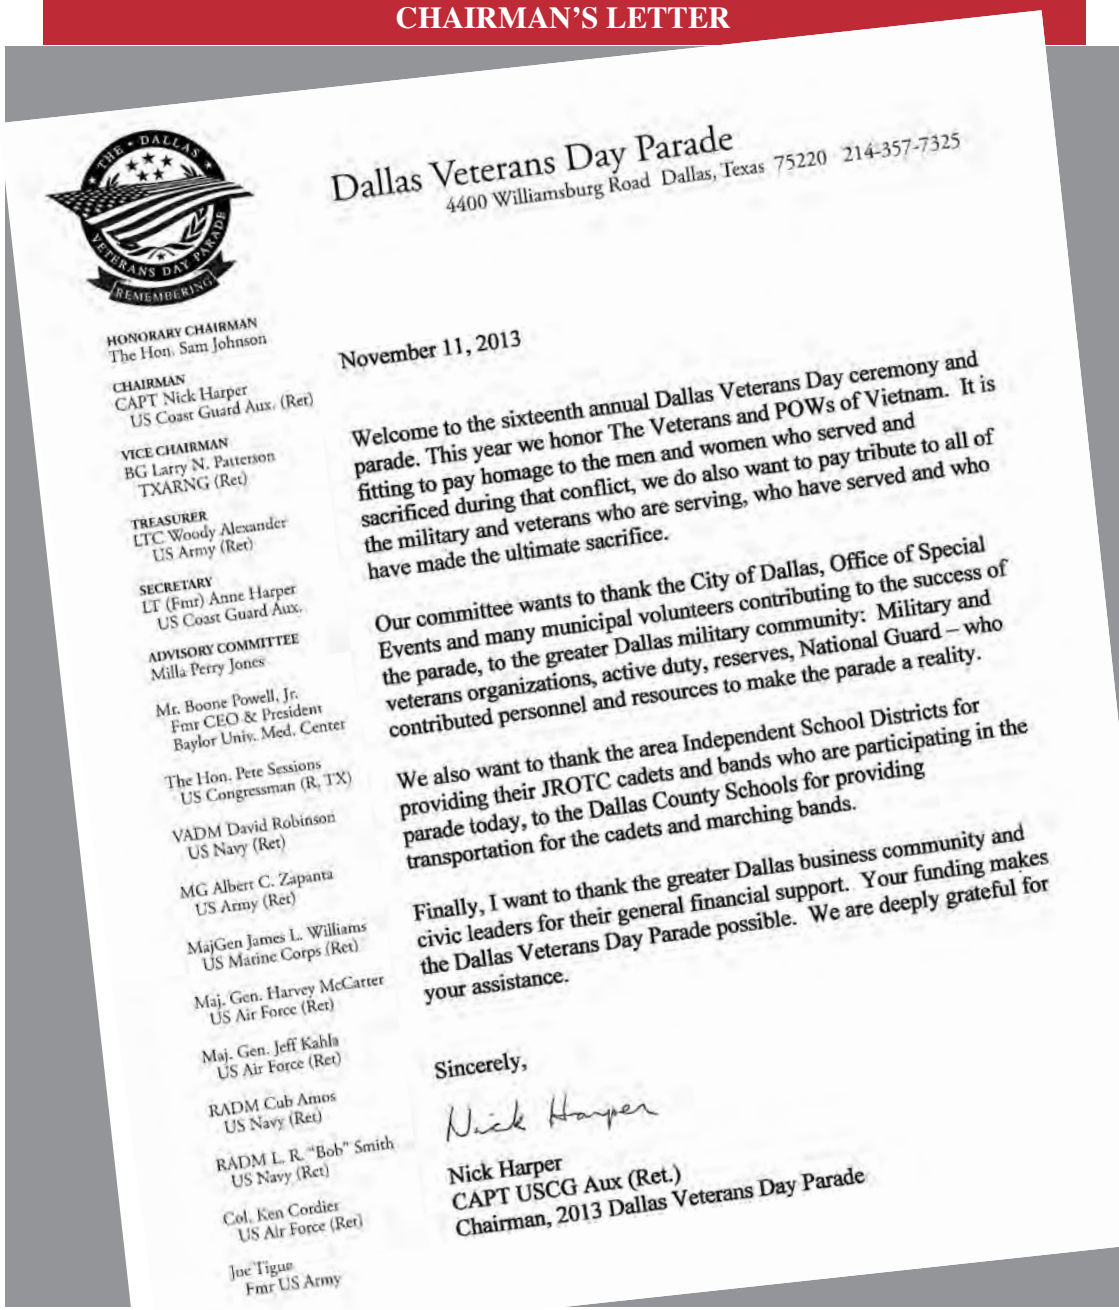 CHAIRMAN'S LETTER
THE • DALLAS
VETERANS DAY PARADE
REMEMBERING
Dallas Veterans Day Parade
4400 Williamsburg Road Dallas, Texas 75220 214-357-7325
HONORARY CHAIRMAN
The Hon. Sam Johnson
CHAIRMAN
CAPT Nick Harper
US Coast Guard Aux. (Ret)
VICE CHAIRMAN
BG Larry N. Patterson
TXARNG (Ret)
TREASURER
LTC Woody Alexander
US Army (Ret)
SECRETARY
LT (Fmr) Anne Harper
US Coast Guard Aux.
ADVISORY COMMITTEE
Milla Perry Jones
Mr. Boone Powell, Jr.
Fmr CEO & President
Baylor Univ. Med. Center
The Hon. Pete Sessions
US Congressman (R, TX)
VADM David Robinson
US Navy (Ret)
MG Albert C. Zapanta
US Army (Ret)
MajGen James L. Williams
US Marine Corps (Ret)
Maj. Gen. Harvey McCarter
US Air Force (Ret)
Maj. Gen. Jeff Kahla
US Air Force (Ret)
RADM Cub Amos
US Navy (Ret)
RADM L. R. "Bob" Smith
US Navy (Ret)
Col. Ken Cordier
US Air Force (Ret)
Joe Tigue
Fmr US Army
November 11, 2013
Welcome to the sixteenth annual Dallas Veterans Day ceremony and
parade. This year we honor The Veterans and POWs of Vietnam. It is
fitting to pay homage to the men and women who served and
sacrificed during that conflict, we do also want to pay tribute to all of
the military and veterans who are serving, who have served and who
have made the ultimate sacrifice.
Our committee wants to thank the City of Dallas, Office of Special
Events and many municipal volunteers contributing to the success of
the parade, to the greater Dallas military community: Military and
veterans organizations, active duty, reserves, National Guard – who
contributed personnel and resources to make the parade a reality.
We also want to thank the area Independent School Districts for
providing their JROTC cadets and bands who are participating in the
parade today, to the Dallas County Schools for providing
transportation for the cadets and marching bands.
Finally, I want to thank the greater Dallas business community and
civic leaders for their general financial support. Your funding makes
the Dallas Veterans Day Parade possible. We are deeply grateful for
your assistance.
Sincerely,
Nick Harper
Nick Harper
CAPT USCG Aux (Ret.)
Chairman, 2013 Dallas Veterans Day Parade